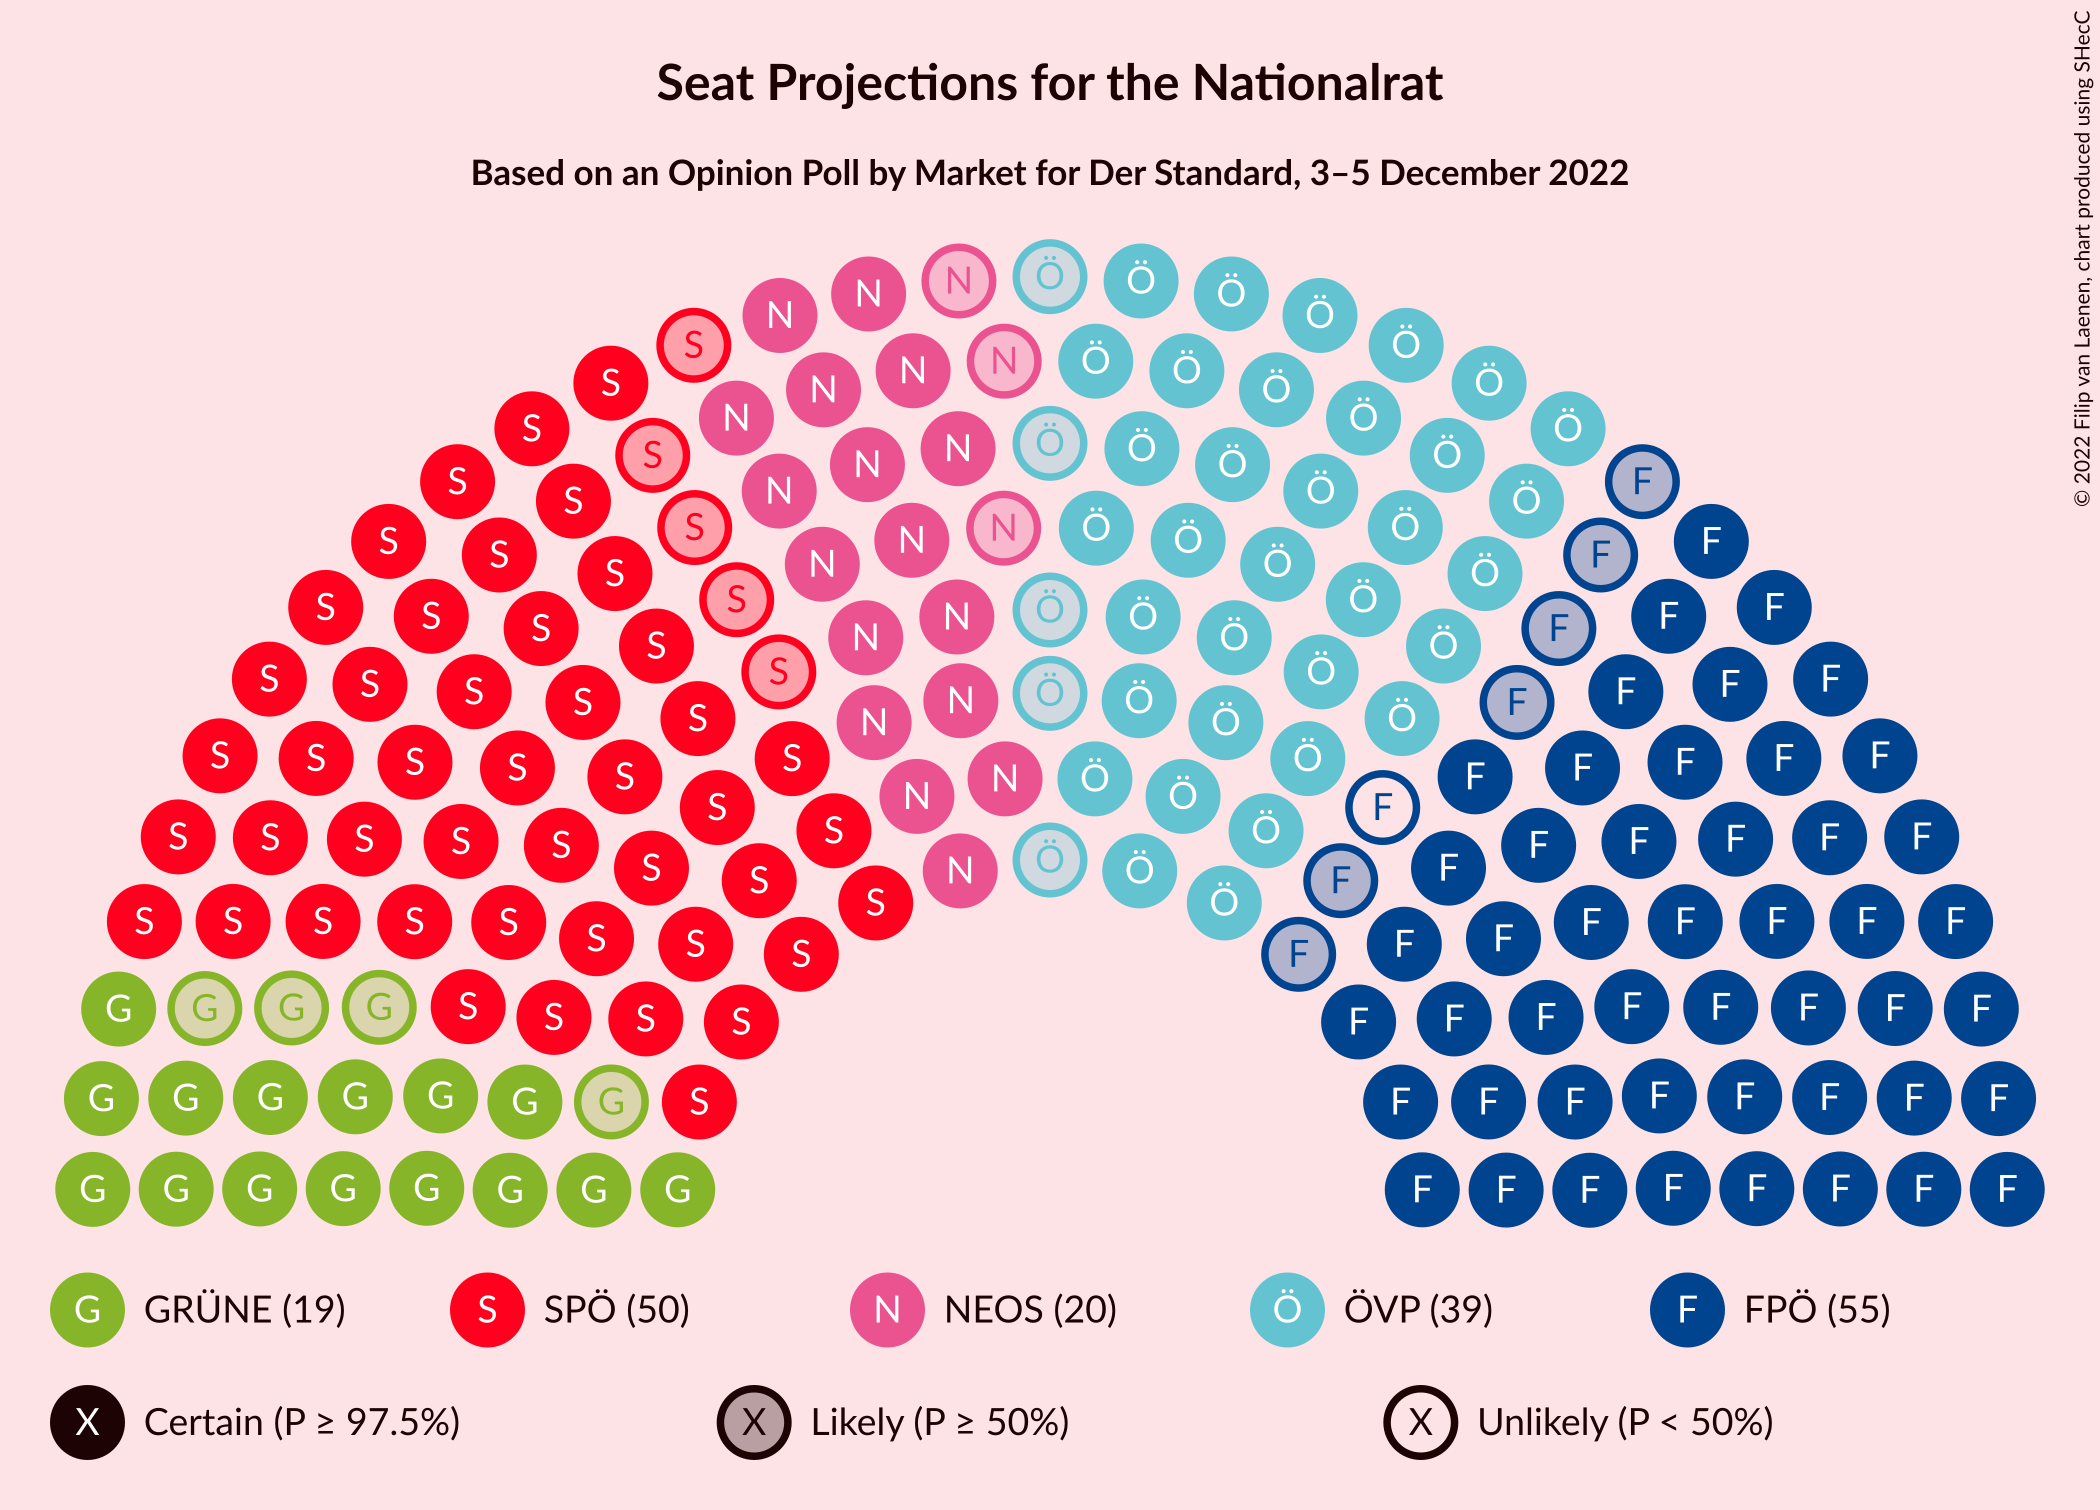 Seat Projections for the Nationalrat
Based on an Opinion Poll by Market for Der Standard, 3–5 December 2022
© 2022 Filip van Laenen, chart produced using SHecC
N N N Ö Ö Ö Ö
S N N N N Ö Ö Ö Ö Ö
S S N N N Ö Ö Ö Ö Ö Ö Ö
S S S N N N N Ö Ö Ö Ö Ö Ö F
S S S S N N N Ö Ö Ö Ö Ö F F
S S S S S N N Ö Ö Ö Ö Ö F F F
S S S S S N N Ö Ö Ö Ö F F F F
S S S S S S N N Ö Ö Ö F F F F F
S S S S S S S N Ö Ö F F F F F F
S S S S S S S S Ö F F F F F F F
S S S S S S S S F F F F F F F F
G G G G S S S S F F F F F F F F
G G G G G G G S F F F F F F F F
G G G G G G G G F F F F F F F F
G GRÜNE (19) S SPÖ (50) N NEOS (20) Ö ÖVP (39) F FPÖ (55)
X Certain (P ≥ 97.5%) X Likely (P ≥ 50%) X Unlikely (P < 50%)